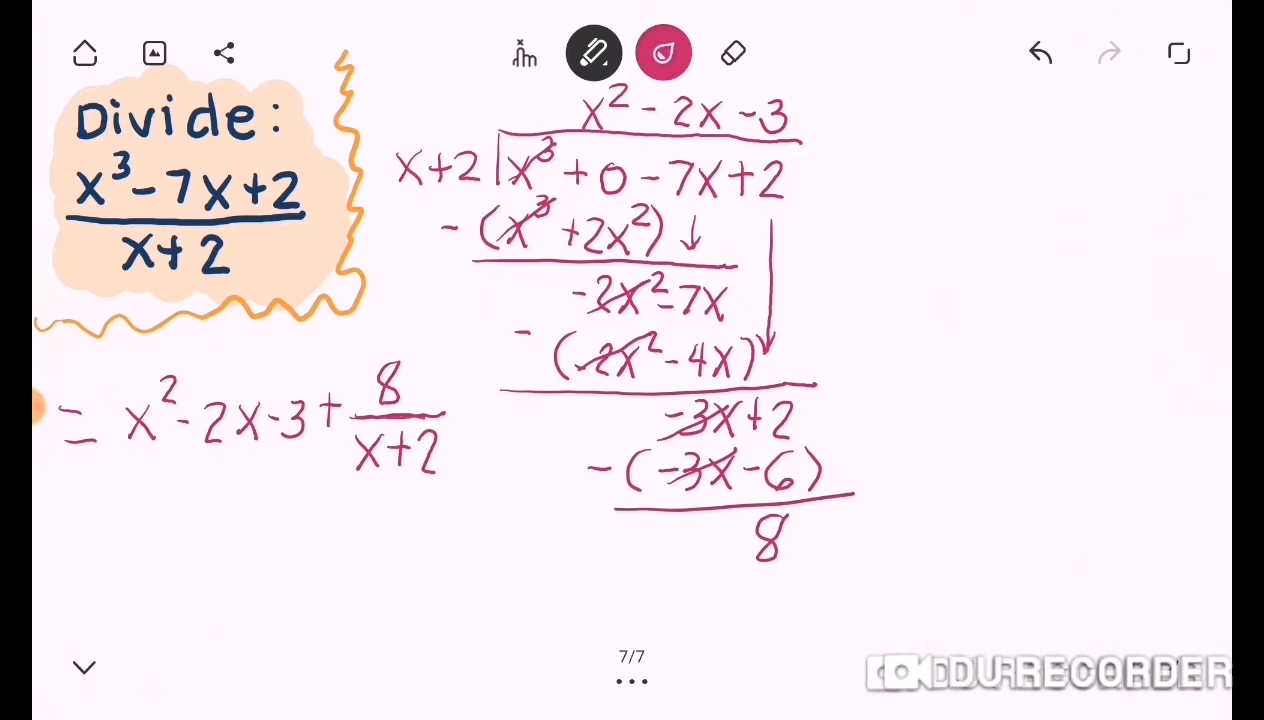 Divide:
x³ - 7x + 2
x + 2
x² - 2x - 3
x + 2 x³ + 0 - 7x + 2
- (x³ + 2x²) ↓
-2x² - 7x
- (-2x² - 4x)
-3x + 2
- (-3x - 6)
8
= x² - 2x - 3 + 8
x + 2
7/7
DU RECORDER